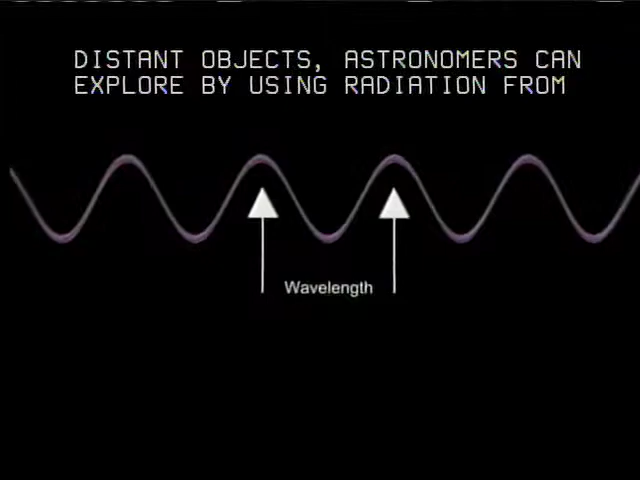 DISTANT OBJECTS, ASTRONOMERS CAN
EXPLORE BY USING RADIATION FROM
Wavelength